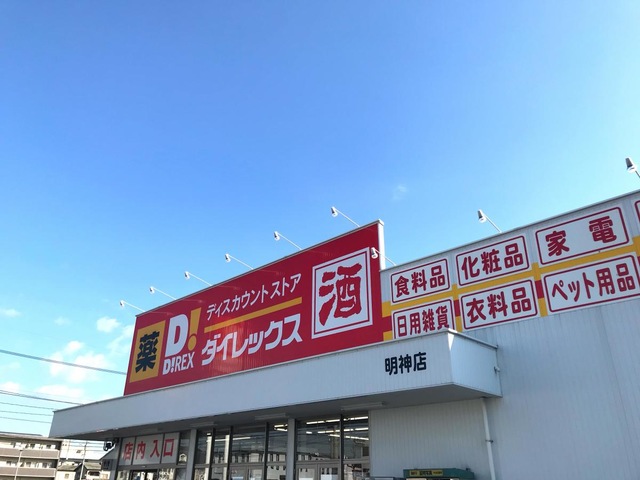 薬
D!
D!REX
ディスカウントストア
ダイレックス
酒
食料品
化粧品
家電
日用雑貨
衣料品
ペット用品
明神店
店内入口